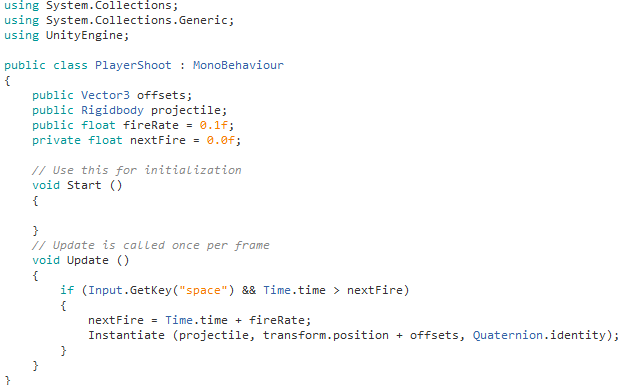 using System.Collections;
using System.Collections.Generic;
using UnityEngine;

public class PlayerShoot : MonoBehaviour
{
    public Vector3 offsets;
    public Rigidbody projectile;
    public float fireRate = 0.1f;
    private float nextFire = 0.0f;

    // Use this for initialization
    void Start ()
    {

    }
    // Update is called once per frame
    void Update ()
    {
        if (Input.GetKey("space") && Time.time > nextFire)
        {
            nextFire = Time.time + fireRate;
            Instantiate (projectile, transform.position + offsets, Quaternion.identity);
        }
    }
}